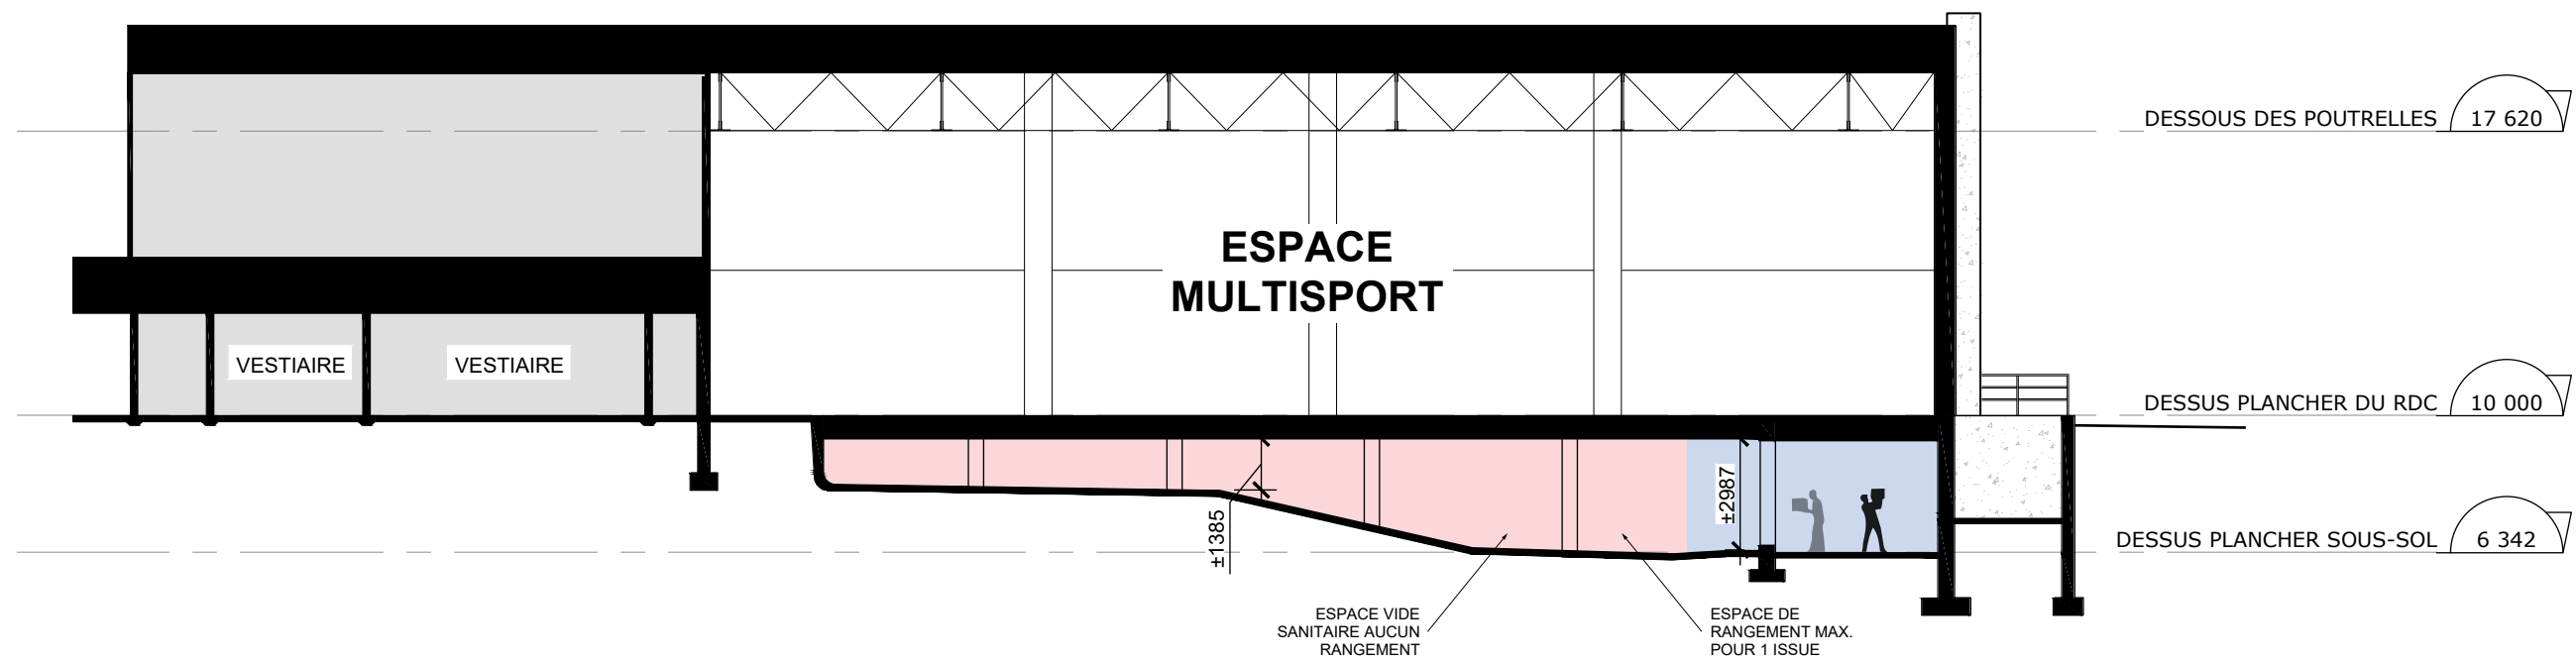 DESSOUS DES POUTRELLES 17 620
ESPACE
MULTISPORT
VESTIAIRE VESTIAIRE
DESSUS PLANCHER DU RDC 10 000
±1385
±2987
DESSUS PLANCHER SOUS-SOL 6 342
ESPACE VIDE
SANITAIRE AUCUN
RANGEMENT
ESPACE DE
RANGEMENT MAX.
POUR 1 ISSUE